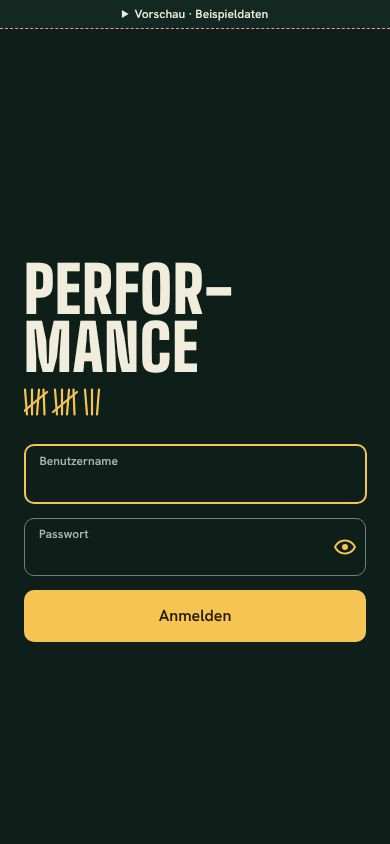 ▶ Vorschau · Beispieldaten
PERFOR-
MANCE
Benutzername
Passwort
Anmelden